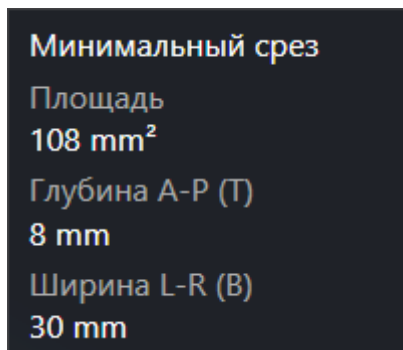 Минимальный срез
Площадь
108 mm²
Глубина A-P (T)
8 mm
Ширина L-R (B)
30 mm